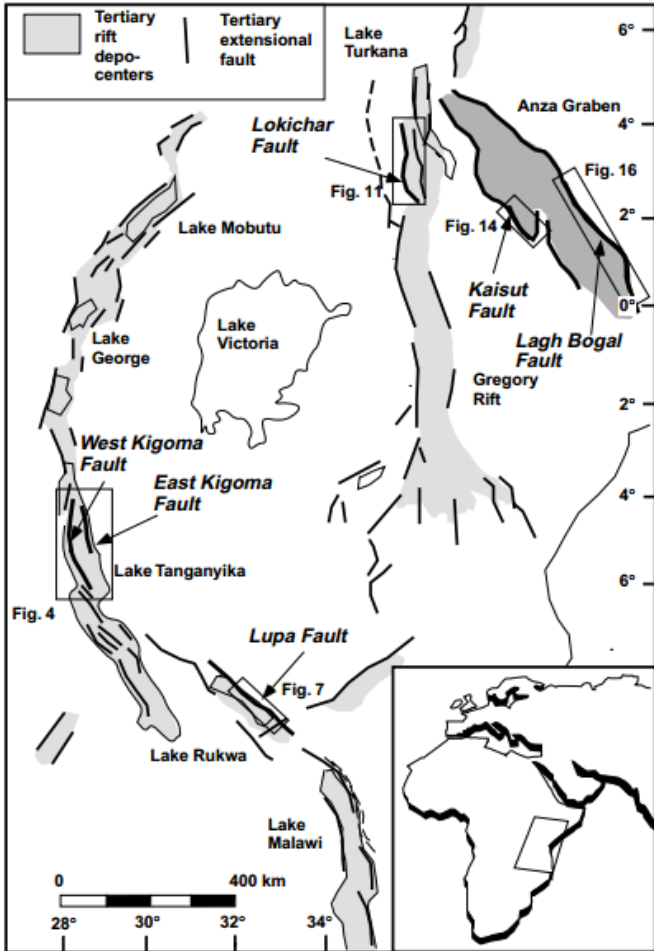 Tertiary
rift
depo-
centers
Tertiary
extensional
fault
Lake
Turkana
6°
Anza Graben
4°
Lokichar
Fault
Fig. 16
Fig. 11
Lake Mobutu
Fig. 14
2°
Kaisut
Fault
0°
Lake
Victoria
Lake
George
Lagh Bogal
Fault
Gregory
Rift
2°
West Kigoma
Fault
East Kigoma
Fault
4°
Lake Tanganyika
6°
Fig. 4
Lupa Fault
Fig. 7
Lake Rukwa
Lake
Malawi
0
400 km
28°
30°
32°
34°